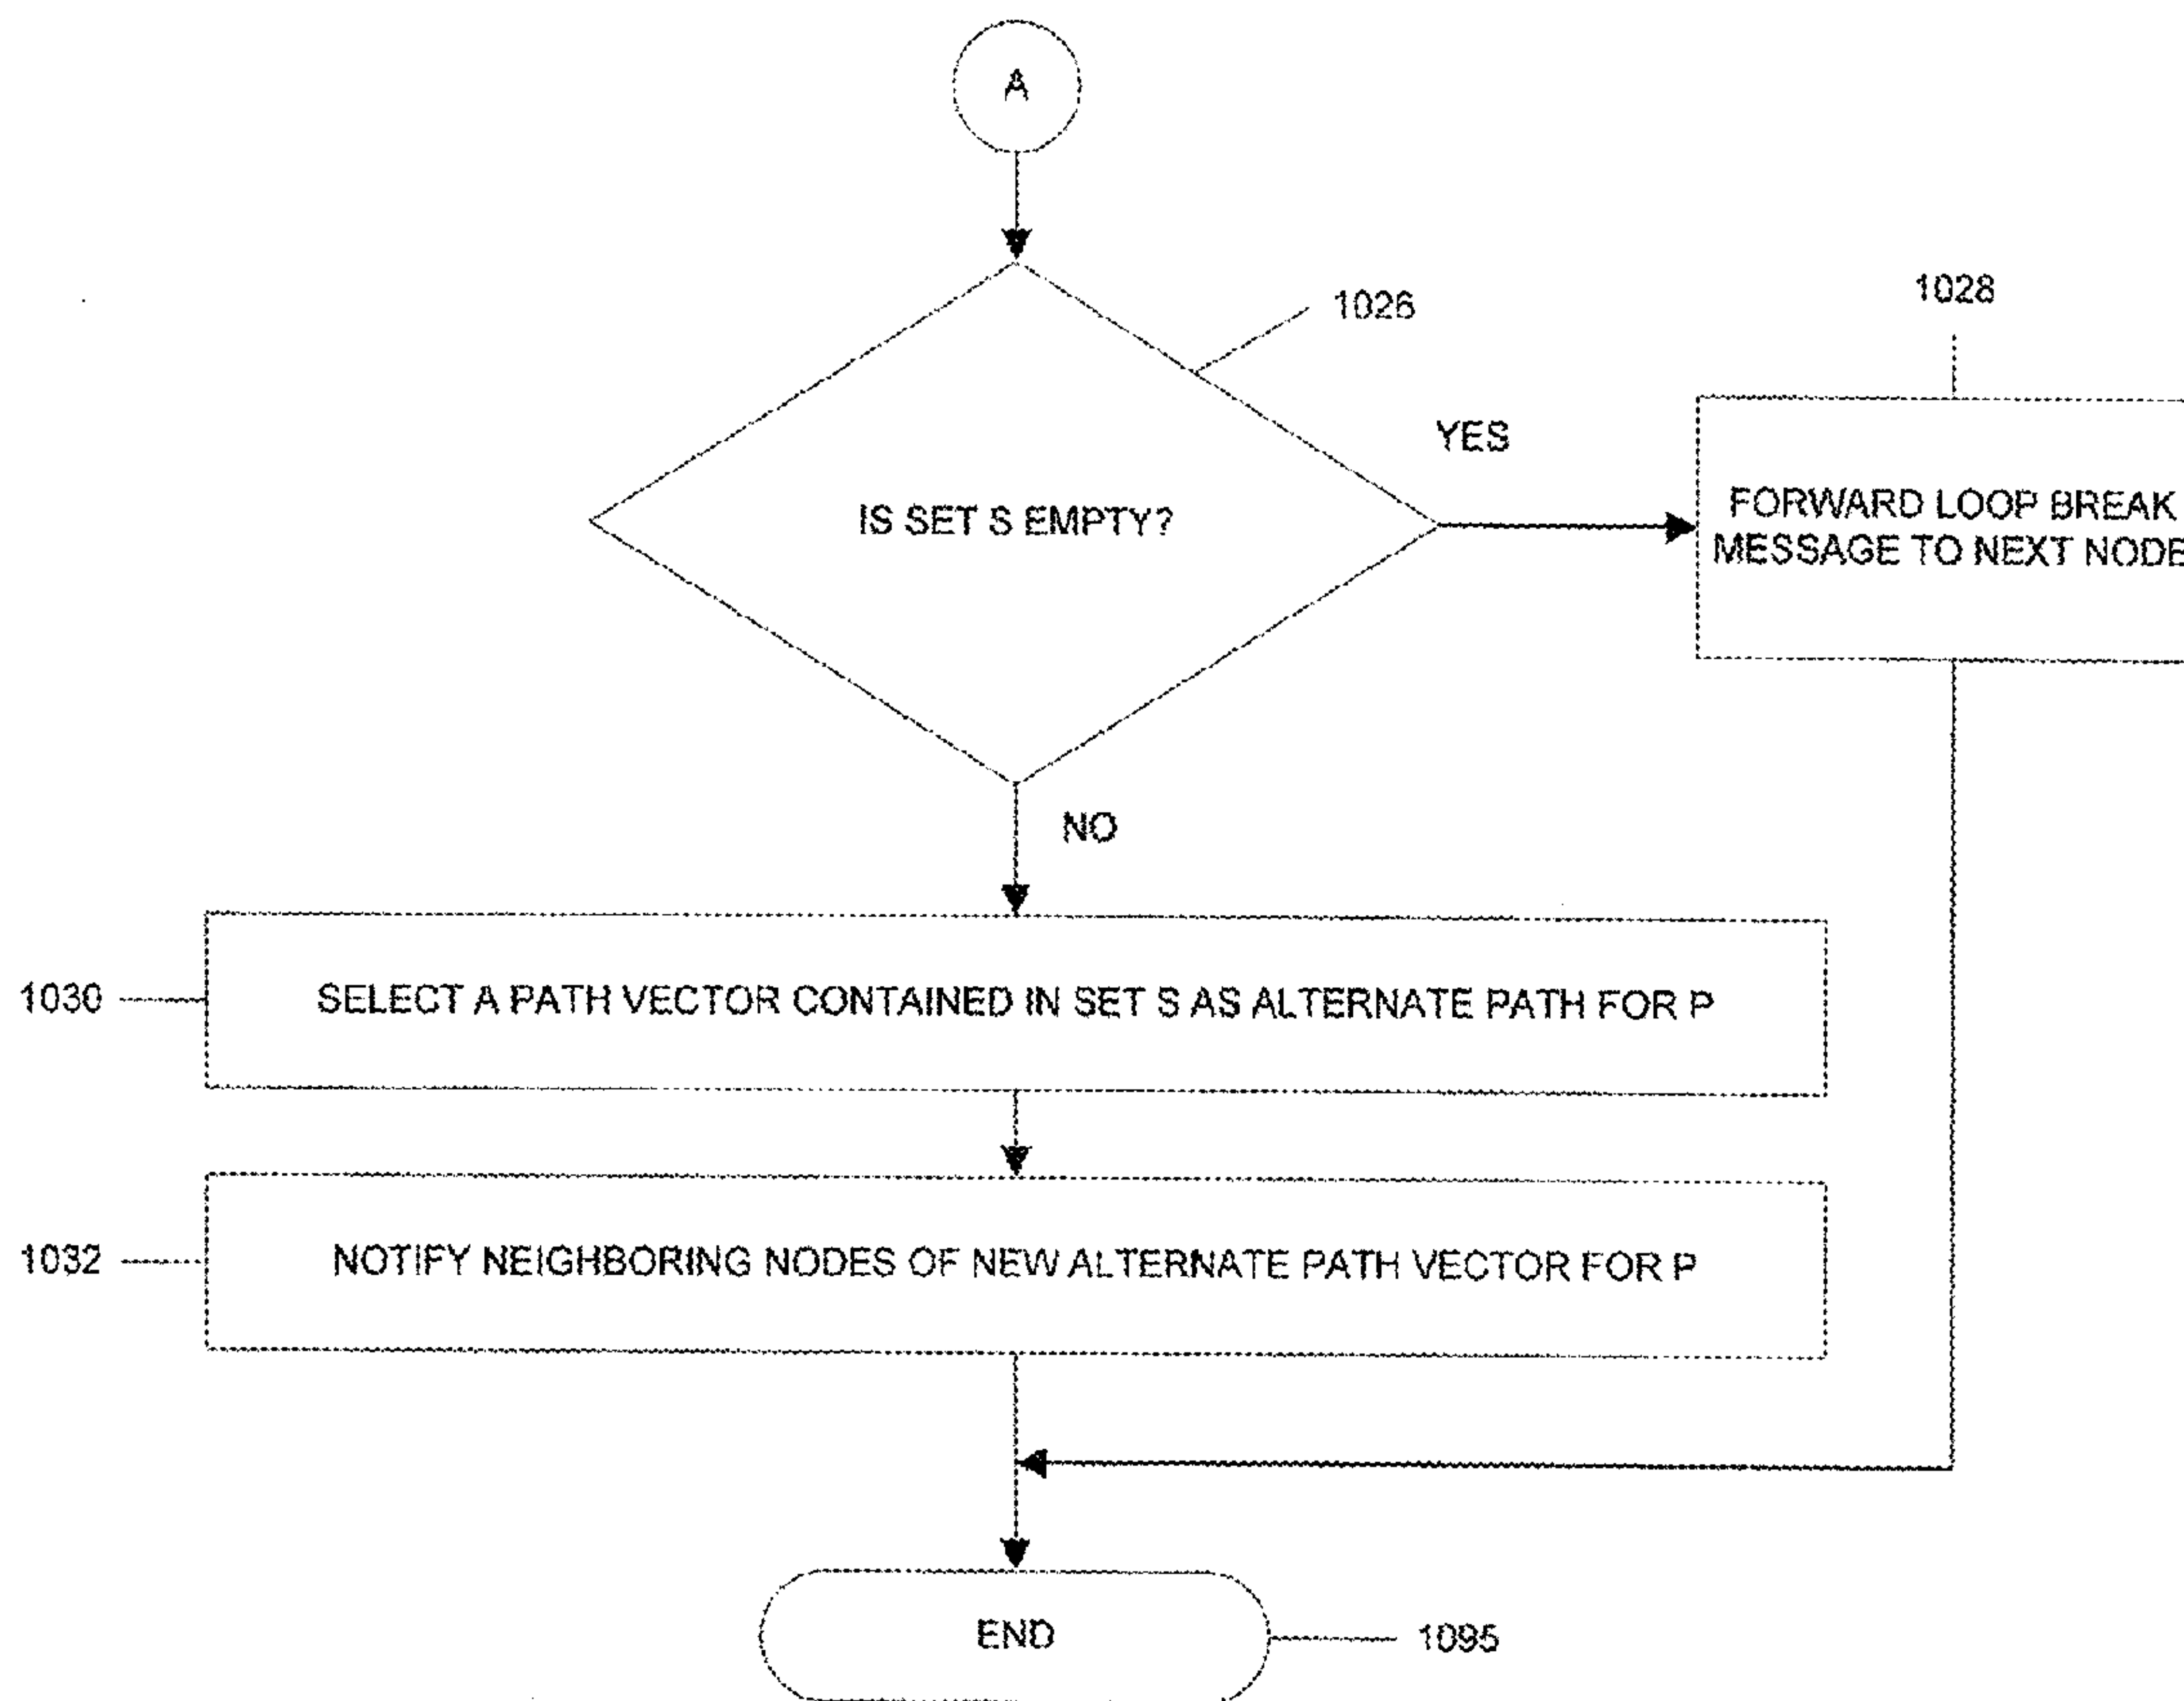 A
1026
1028
YES
IS SET S EMPTY?
FORWARD LOOP BREAK
MESSAGE TO NEXT NODE
NO
1030
SELECT A PATH VECTOR CONTAINED IN SET S AS ALTERNATE PATH FOR P
1032
NOTIFY NEIGHBORING NODES OF NEW ALTERNATE PATH VECTOR FOR P
END
1095